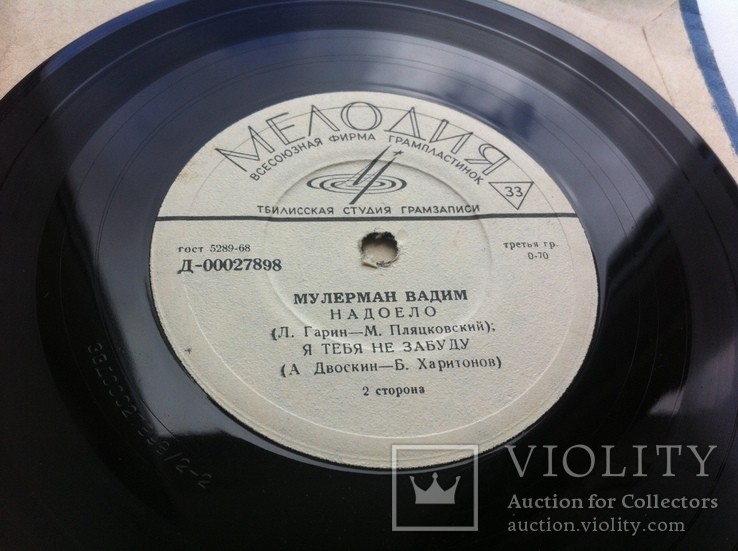 МЕЛОДИЯ
ВСЕСОЮЗНАЯ ФИРМА ГРАМПЛАСТИНОК
33
ТБИЛИССКАЯ СТУДИЯ ГРАМЗАПИСИ
гост 5289-68
третья гр.
Д-00027898
0-70
МУЛЕРМАН ВАДИМ
НАДОЕЛО
(Л. Гарин—М. Пляцковский);
Я ТЕБЯ НЕ ЗАБУДУ
(А Двоскин—Б. Харитонов)
2 сторона
VIOLITY
Auction for Collectors
auction.violity.com